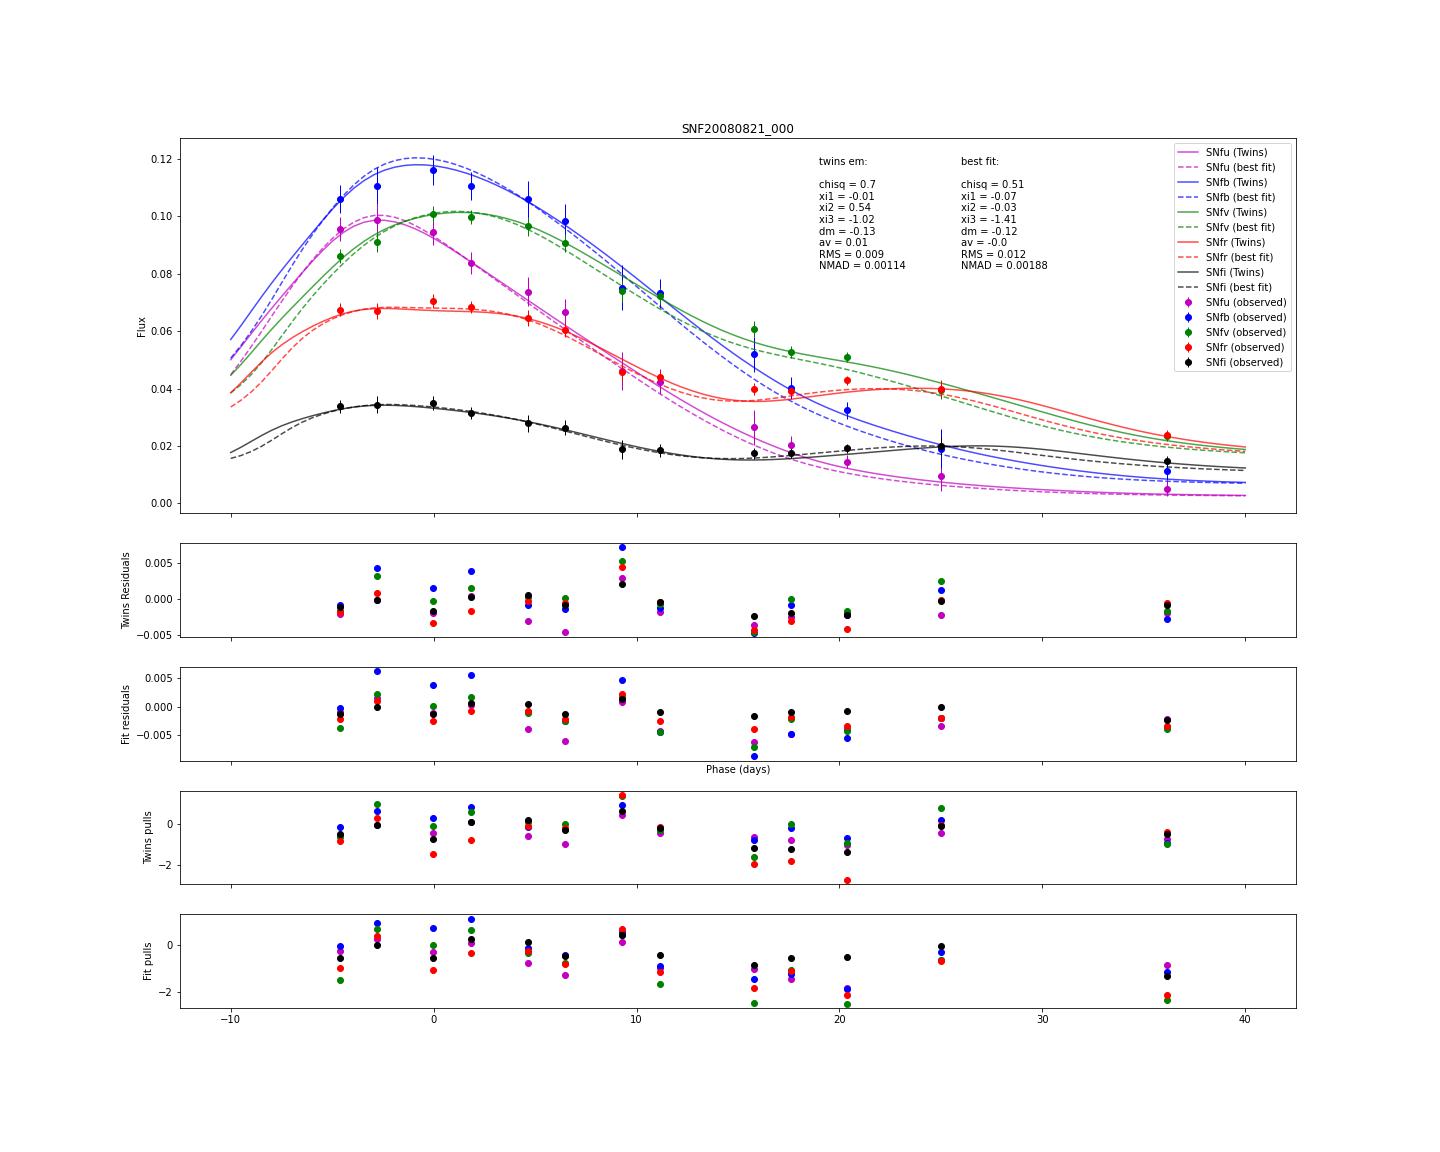 SNF20080821_000
0.12
0.10
0.08
0.06
0.04
0.02
0.00
Flux
twins em:
chisq = 0.7
xi1 = -0.01
xi2 = 0.54
xi3 = -1.02
dm = -0.13
av = 0.01
RMS = 0.009
NMAD = 0.00114
best fit:
chisq = 0.51
xi1 = -0.07
xi2 = -0.03
xi3 = -1.41
dm = -0.12
av = -0.0
RMS = 0.012
NMAD = 0.00188
SNfu (Twins)
SNfu (best fit)
SNfb (Twins)
SNfb (best fit)
SNfv (Twins)
SNfv (best fit)
SNfr (Twins)
SNfr (best fit)
SNfi (Twins)
SNfi (best fit)
SNfu (observed)
SNfb (observed)
SNfv (observed)
SNfr (observed)
SNfi (observed)
0.005
0.000
−0.005
Twins Residuals
0.005
0.000
−0.005
Fit residuals
Phase (days)
0
−2
Twins pulls
0
−2
Fit pulls
−10
0
10
20
30
40